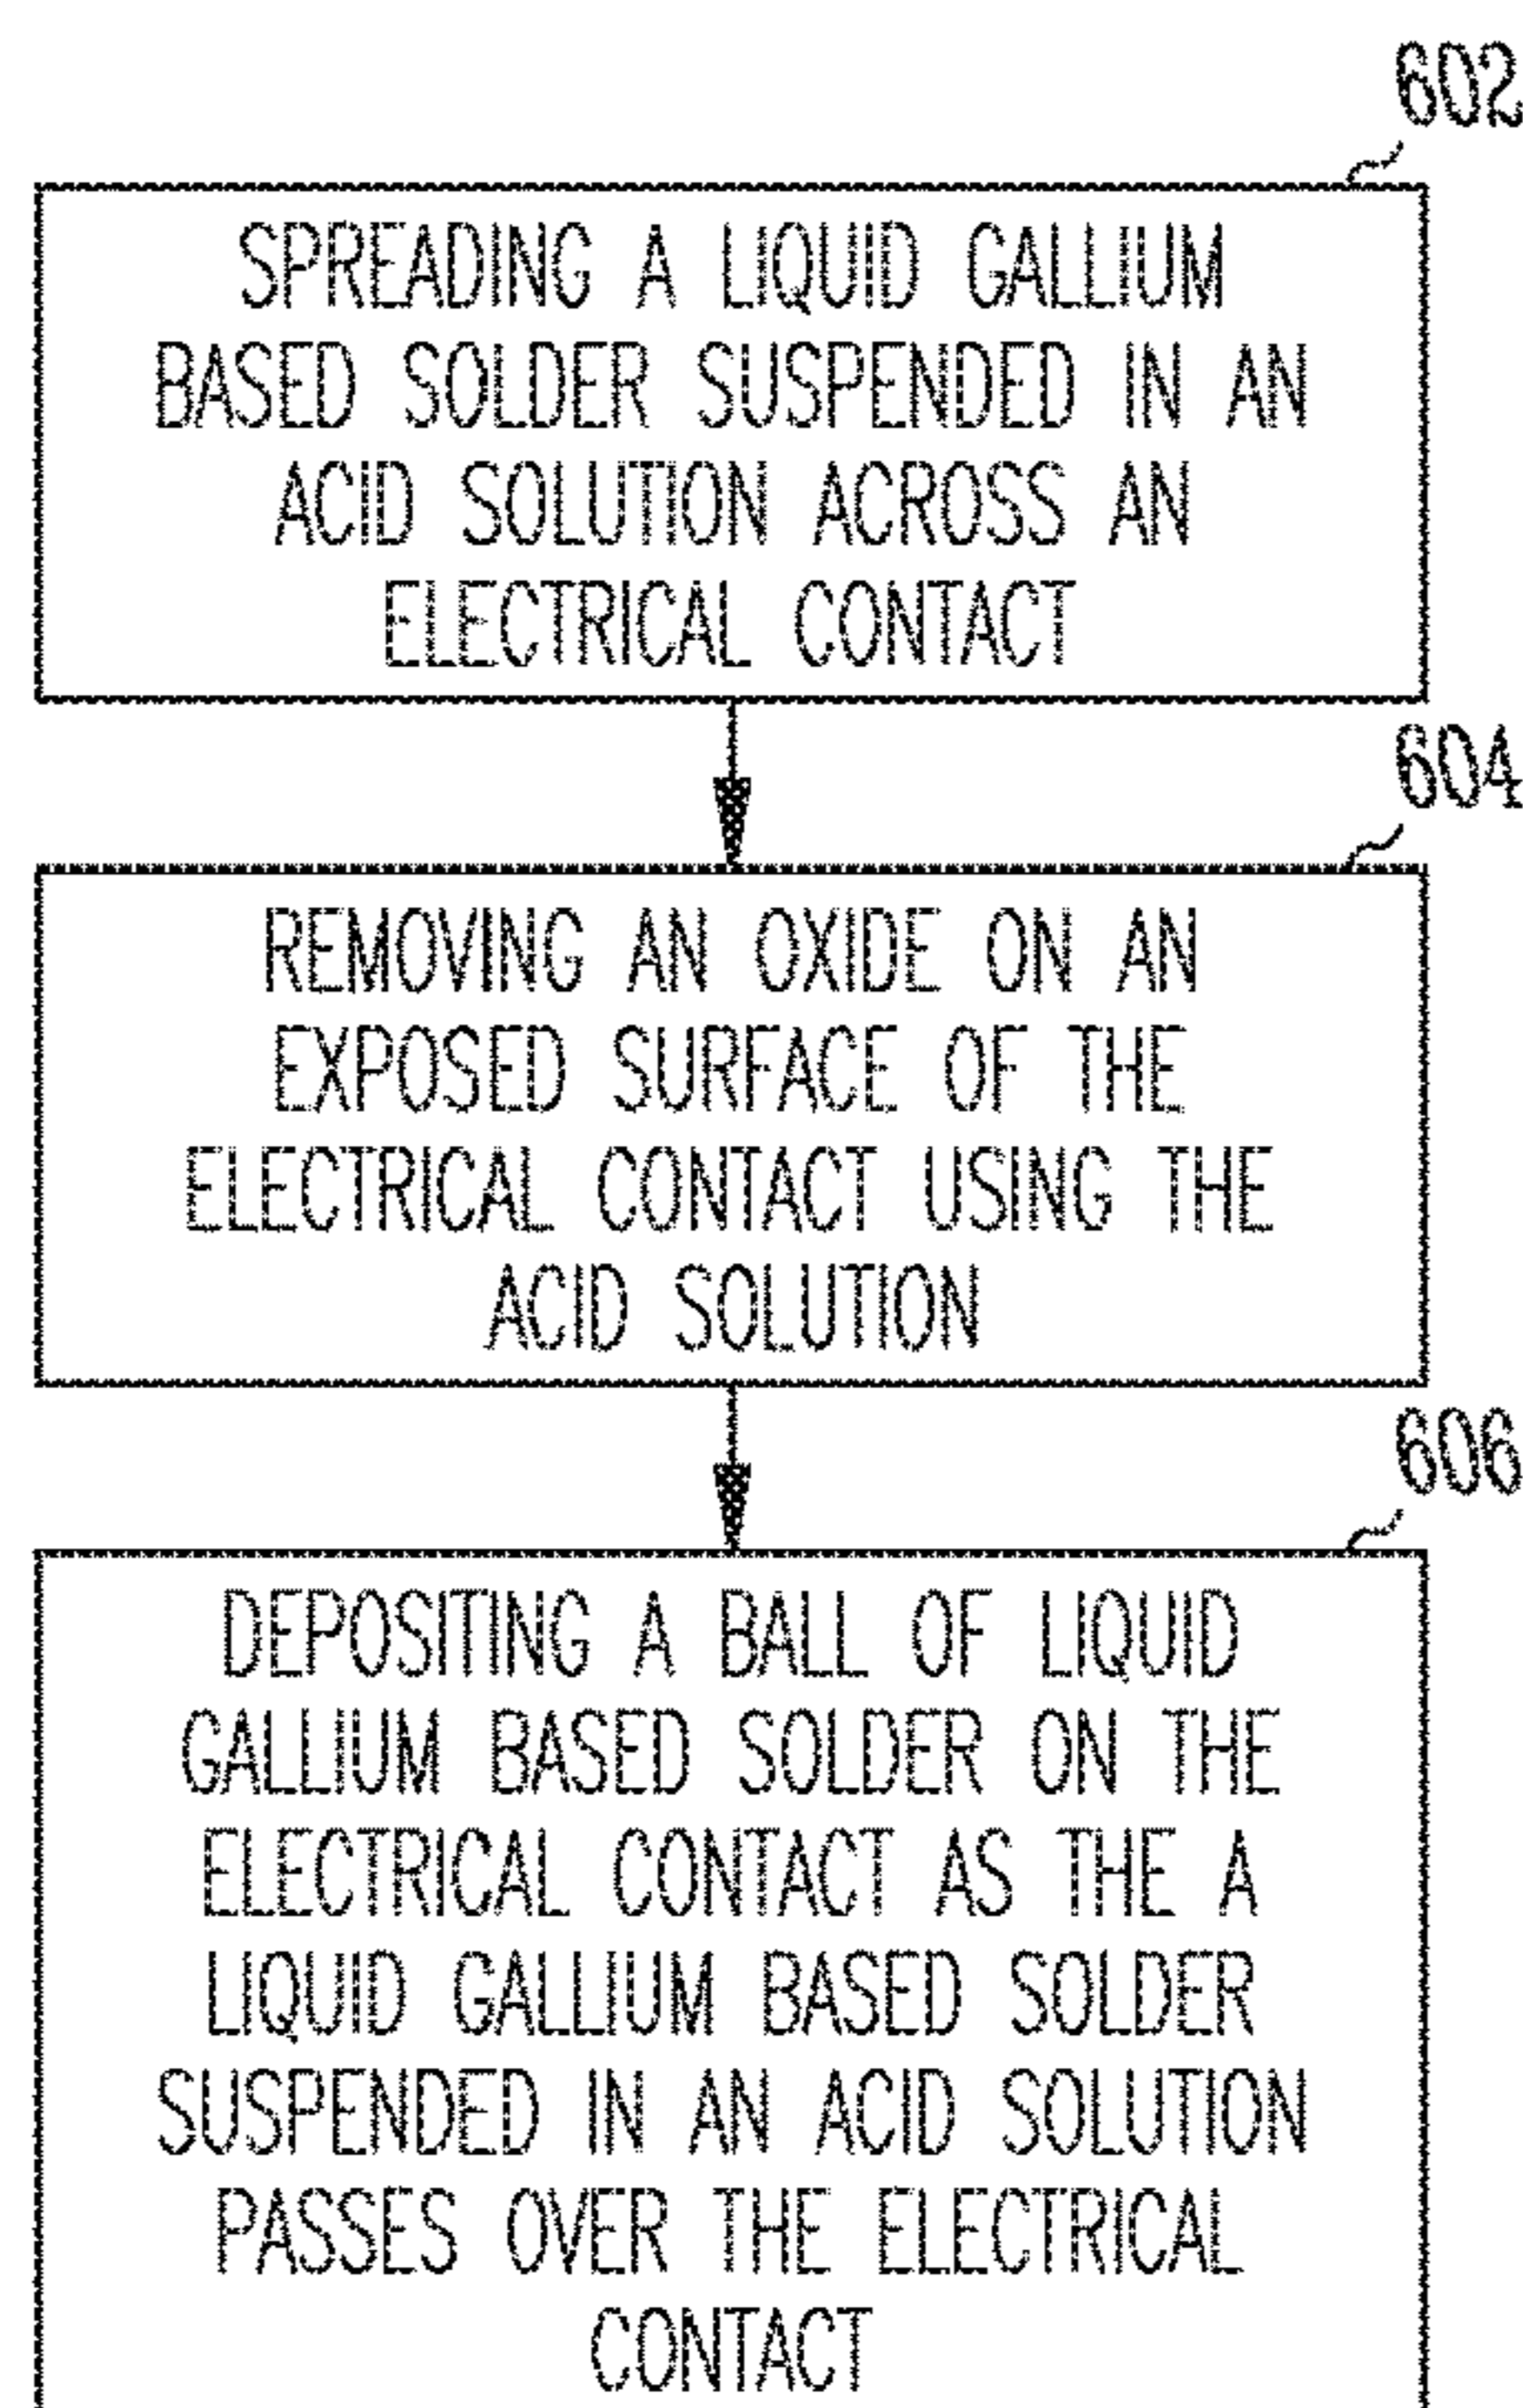 602
SPREADING A LIQUID GALLIUM
BASED SOLDER SUSPENDED IN AN
ACID SOLUTION ACROSS AN
ELECTRICAL CONTACT
604
REMOVING AN OXIDE ON AN
EXPOSED SURFACE OF THE
ELECTRICAL CONTACT USING THE
ACID SOLUTION
606
DEPOSITING A BALL OF LIQUID
GALLIUM BASED SOLDER ON THE
ELECTRICAL CONTACT AS THE A
LIQUID GALLIUM BASED SOLDER
SUSPENDED IN AN ACID SOLUTION
PASSES OVER THE ELECTRICAL
CONTACT